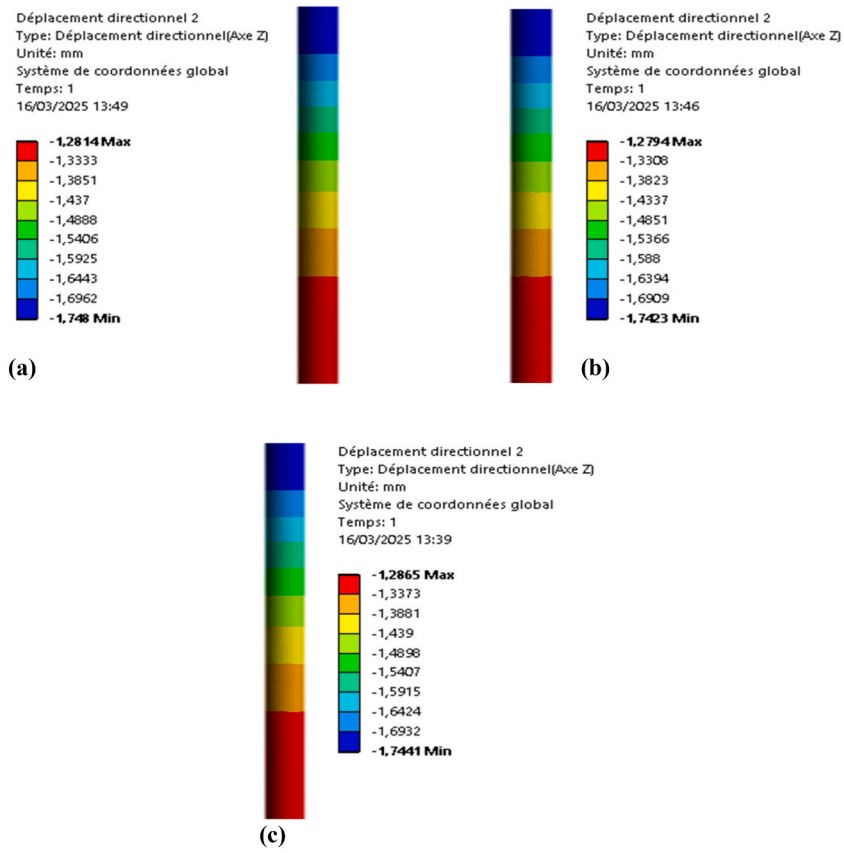 Déplacement directionnel 2
Type: Déplacement directionnel(Axe Z)
Unité: mm
Système de coordonnées global
Temps: 1
16/03/2025 13:49
-1,2814 Max
-1,3333
-1,3851
-1,437
-1,4888
-1,5406
-1,5925
-1,6443
-1,6962
-1,748 Min
(a)
Déplacement directionnel 2
Type: Déplacement directionnel(Axe Z)
Unité: mm
Système de coordonnées global
Temps: 1
16/03/2025 13:46
-1,2794 Max
-1,3308
-1,3823
-1,4337
-1,4851
-1,5366
-1,588
-1,6394
-1,6909
-1,7423 Min
(b)
Déplacement directionnel 2
Type: Déplacement directionnel(Axe Z)
Unité: mm
Système de coordonnées global
Temps: 1
16/03/2025 13:39
-1,2865 Max
-1,3373
-1,3881
-1,439
-1,4898
-1,5407
-1,5915
-1,6424
-1,6932
-1,7441 Min
(c)